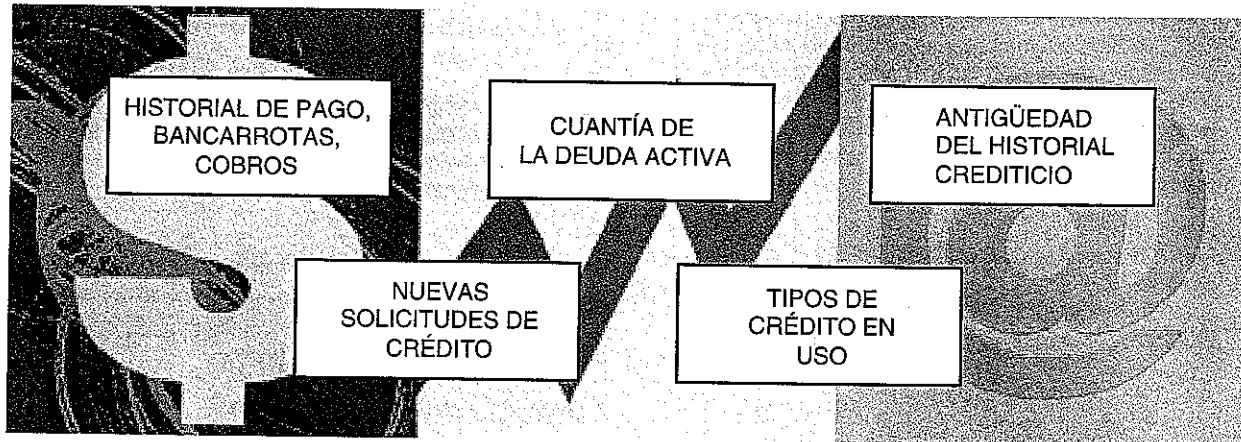 HISTORIAL DE PAGO,
BANCARROTAS,
COBROS
CUANTÍA DE
LA DEUDA ACTIVA
ANTIGÜEDAD
DEL HISTORIAL
CREDITICIO
NUEVAS
SOLICITUDES DE
CRÉDITO
TIPOS DE
CRÉDITO EN
USO